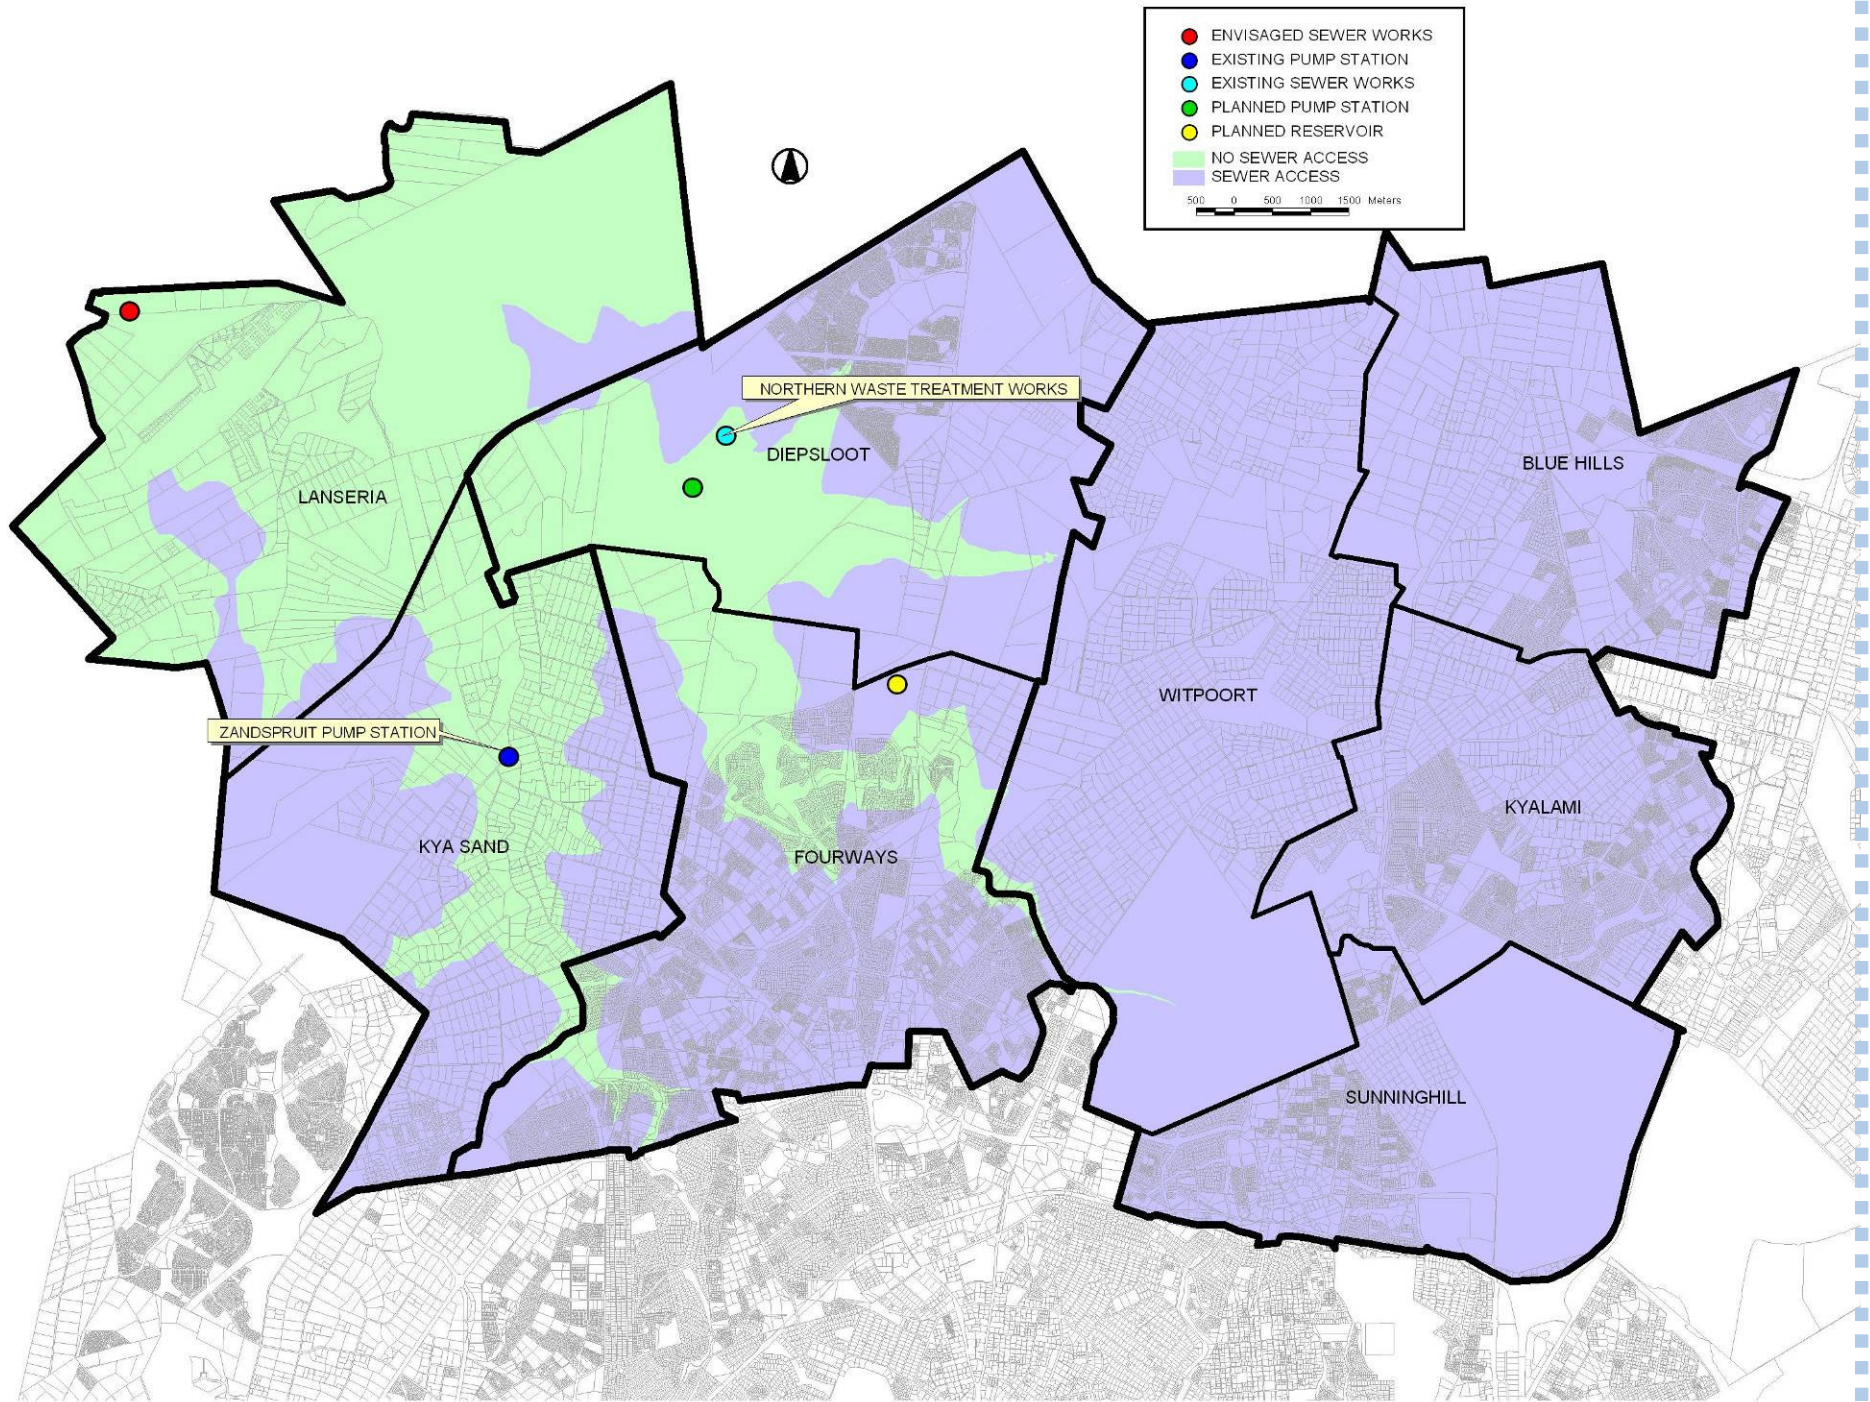 ENVISAGED SEWER WORKS
EXISTING PUMP STATION
EXISTING SEWER WORKS
PLANNED PUMP STATION
PLANNED RESERVOIR
NO SEWER ACCESS
SEWER ACCESS
500 0 500 1000 1500 Meters
NORTHERN WASTE TREATMENT WORKS
DIEPSLOOT
BLUE HILLS
LANSERIA
WITPOORT
ZANDSPRUIT PUMP STATION
KYALAMI
KYA SAND
FOURWAYS
SUNNINGHILL